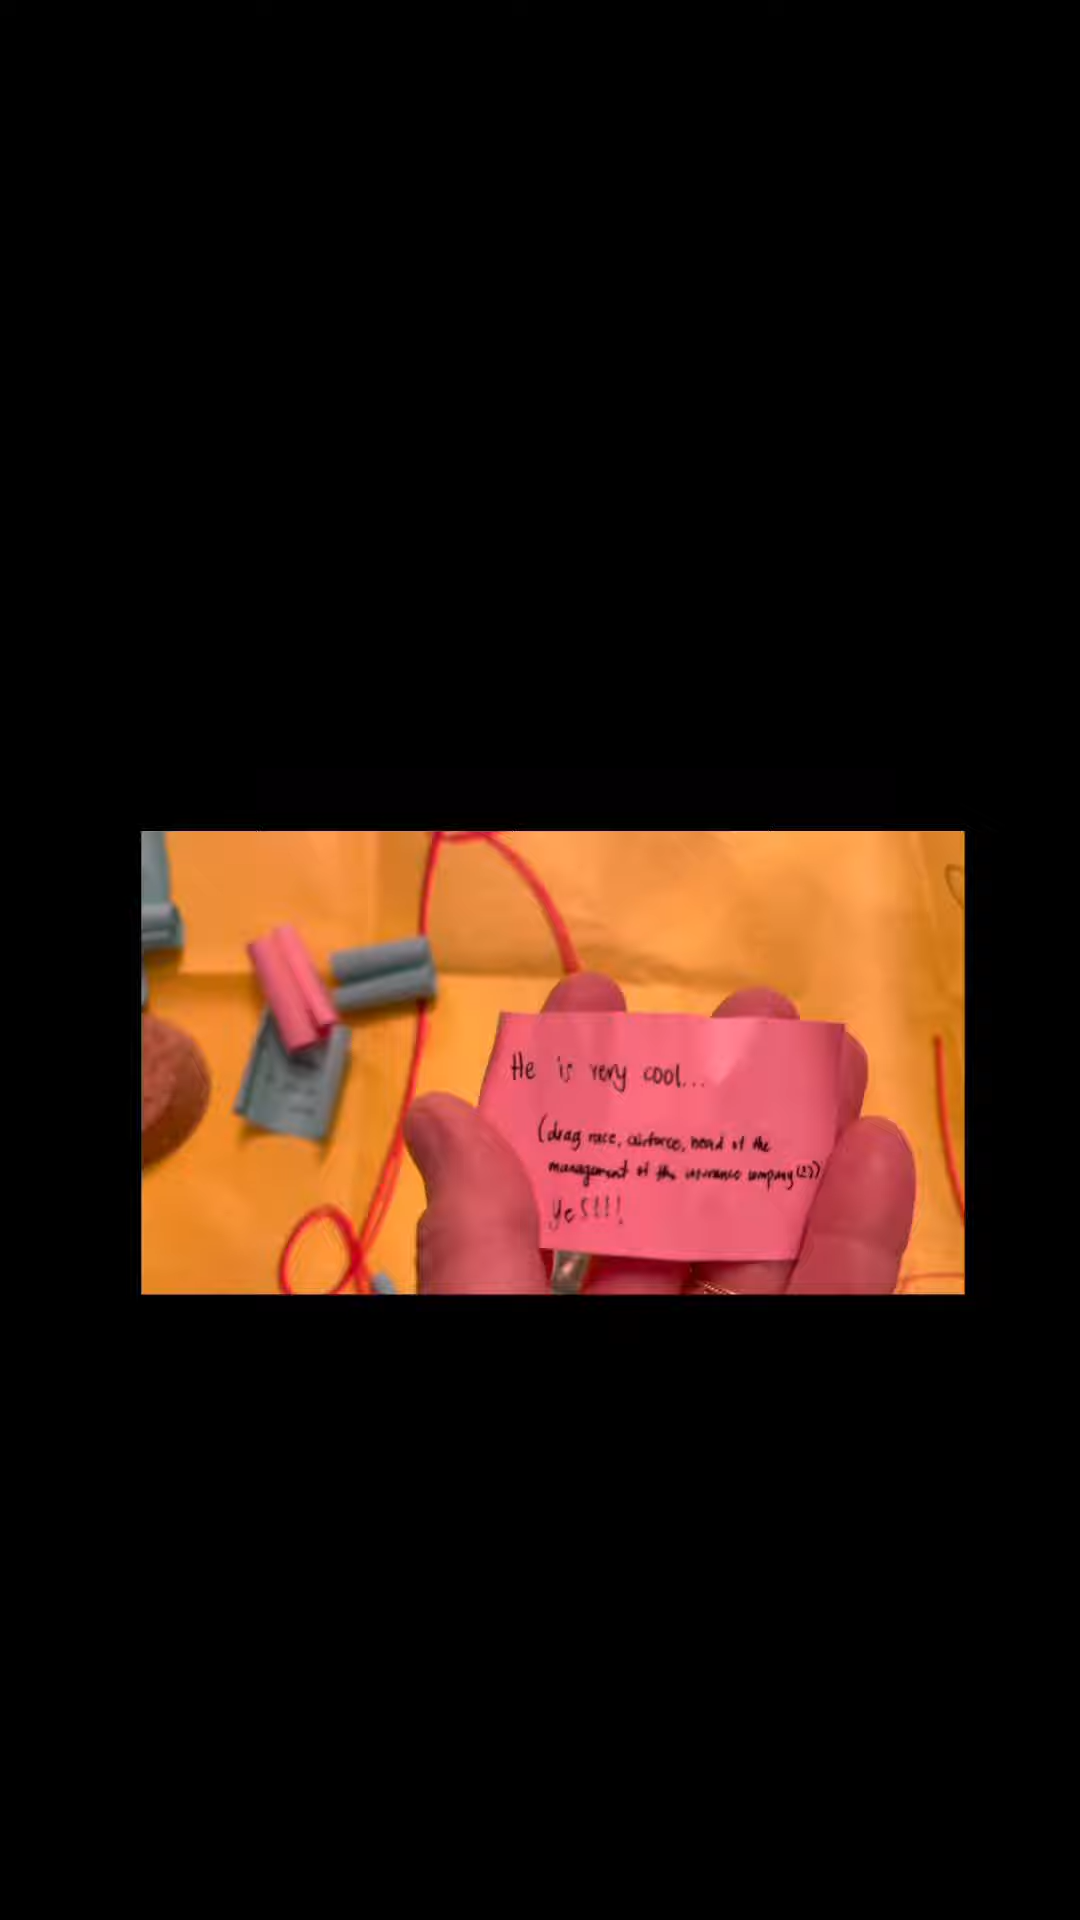 He is very cool...
(drag race, airforce, head of the
management of the insurance company(?))
yes!!!